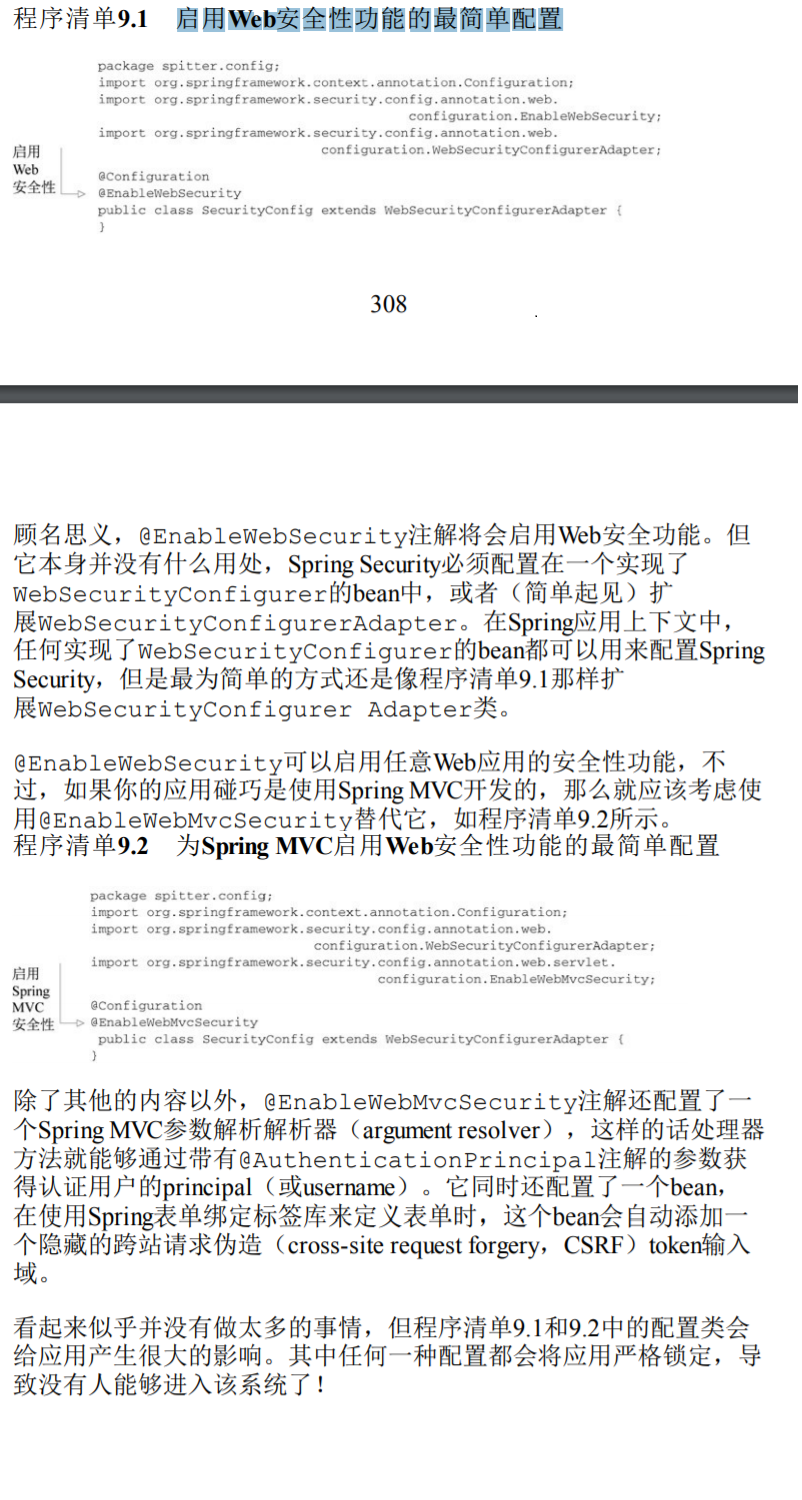 程序清单9.1 启用Web安全性功能的最简单配置
package spitter.config;
import org.springframework.context.annotation.Configuration;
import org.springframework.security.config.annotation.web.
configuration.EnableWebSecurity;
import org.springframework.security.config.annotation.web.
configuration.WebSecurityConfigurerAdapter;
启用
Web
安全性
@Configuration
@EnableWebSecurity
public class SecurityConfig extends WebSecurityConfigurerAdapter {
}
308
顾名思义，@EnableWebSecurity注解将会启用Web安全功能。但
它本身并没有什么用处，Spring Security必须配置在一个实现了
WebSecurityConfigurer的bean中，或者（简单起见）扩
展WebSecurityConfigurerAdapter。在Spring应用上下文中，
任何实现了WebSecurityConfigurer的bean都可以用来配置Spring
Security，但是最为简单的方式还是像程序清单9.1那样扩
展WebSecurityConfigurer Adapter类。
@EnableWebSecurity可以启用任意Web应用的安全性功能，不
过，如果你的应用碰巧是使用Spring MVC开发的，那么就应该考虑使
用@EnableWebMvcSecurity替代它，如程序清单9.2所示。
程序清单9.2 为Spring MVC启用Web安全性功能的最简单配置
package spitter.config;
import org.springframework.context.annotation.Configuration;
import org.springframework.security.config.annotation.web.
configuration.WebSecurityConfigurerAdapter;
import org.springframework.security.config.annotation.web.servlet.
configuration.EnableWebMvcSecurity;
启用
Spring
MVC
安全性
@Configuration
@EnableWebMvcSecurity
public class SecurityConfig extends WebSecurityConfigurerAdapter {
}
除了其他的内容以外，@EnableWebMvcSecurity注解还配置了一
个Spring MVC参数解析解析器（argument resolver），这样的话处理器
方法就能够通过带有@AuthenticationPrincipal注解的参数获
得认证用户的principal（或username）。它同时还配置了一个bean，
在使用Spring表单绑定标签库来定义表单时，这个bean会自动添加一
个隐藏的跨站请求伪造（cross-site request forgery，CSRF）token输入
域。
看起来似乎并没有做太多的事情，但程序清单9.1和9.2中的配置类会
给应用产生很大的影响。其中任何一种配置都会将应用严格锁定，导
致没有人能够进入该系统了！